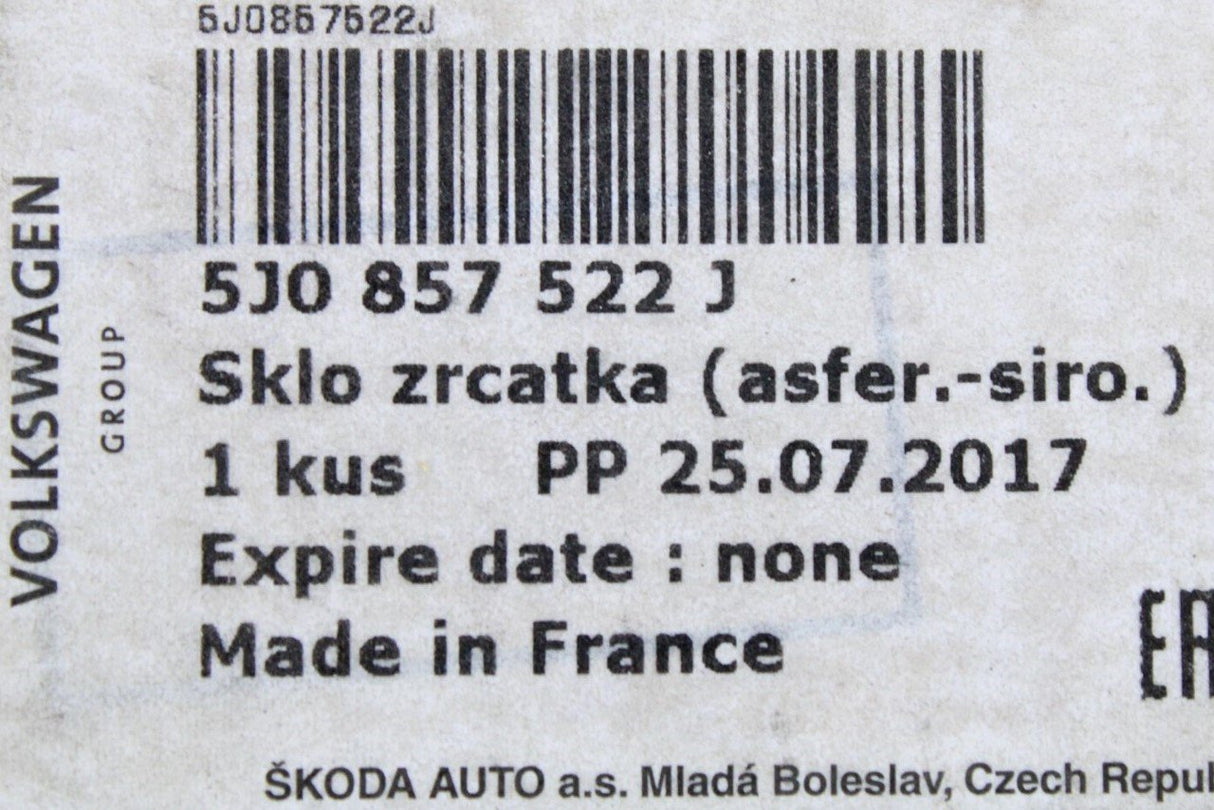 5J0857522J
VOLKSWAGEN
GROUP
5J0 857 522 J
Sklo zrcatka (asfer.-siro.)
1 kus PP 25.07.2017
Expire date : none
Made in France
ŠKODA AUTO a.s. Mladá Boleslav, Czech Repu